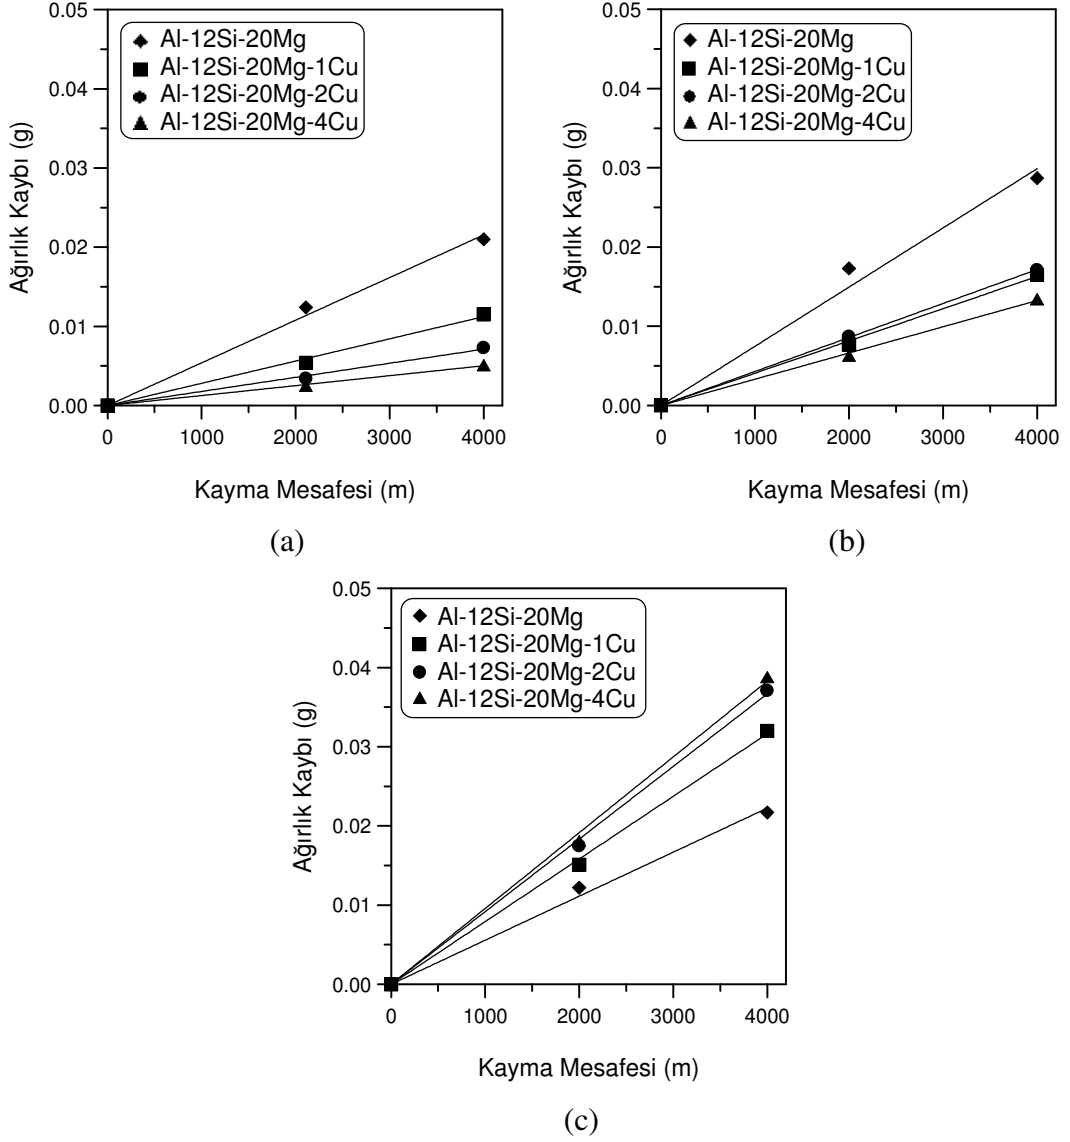 0.05
0.04
0.03
0.02
0.01
0.00
Ağırlık Kaybı (g)
Al-12Si-20Mg
Al-12Si-20Mg-1Cu
Al-12Si-20Mg-2Cu
Al-12Si-20Mg-4Cu
0 1000 2000 3000 4000
Kayma Mesafesi (m)
(a)
0.05
0.04
0.03
0.02
0.01
0.00
Ağırlık Kaybı (g)
Al-12Si-20Mg
Al-12Si-20Mg-1Cu
Al-12Si-20Mg-2Cu
Al-12Si-20Mg-4Cu
0 1000 2000 3000 4000
Kayma Mesafesi (m)
(b)
0.05
0.04
0.03
0.02
0.01
0.00
Ağırlık Kaybı (g)
Al-12Si-20Mg
Al-12Si-20Mg-1Cu
Al-12Si-20Mg-2Cu
Al-12Si-20Mg-4Cu
0 1000 2000 3000 4000
Kayma Mesafesi (m)
(c)